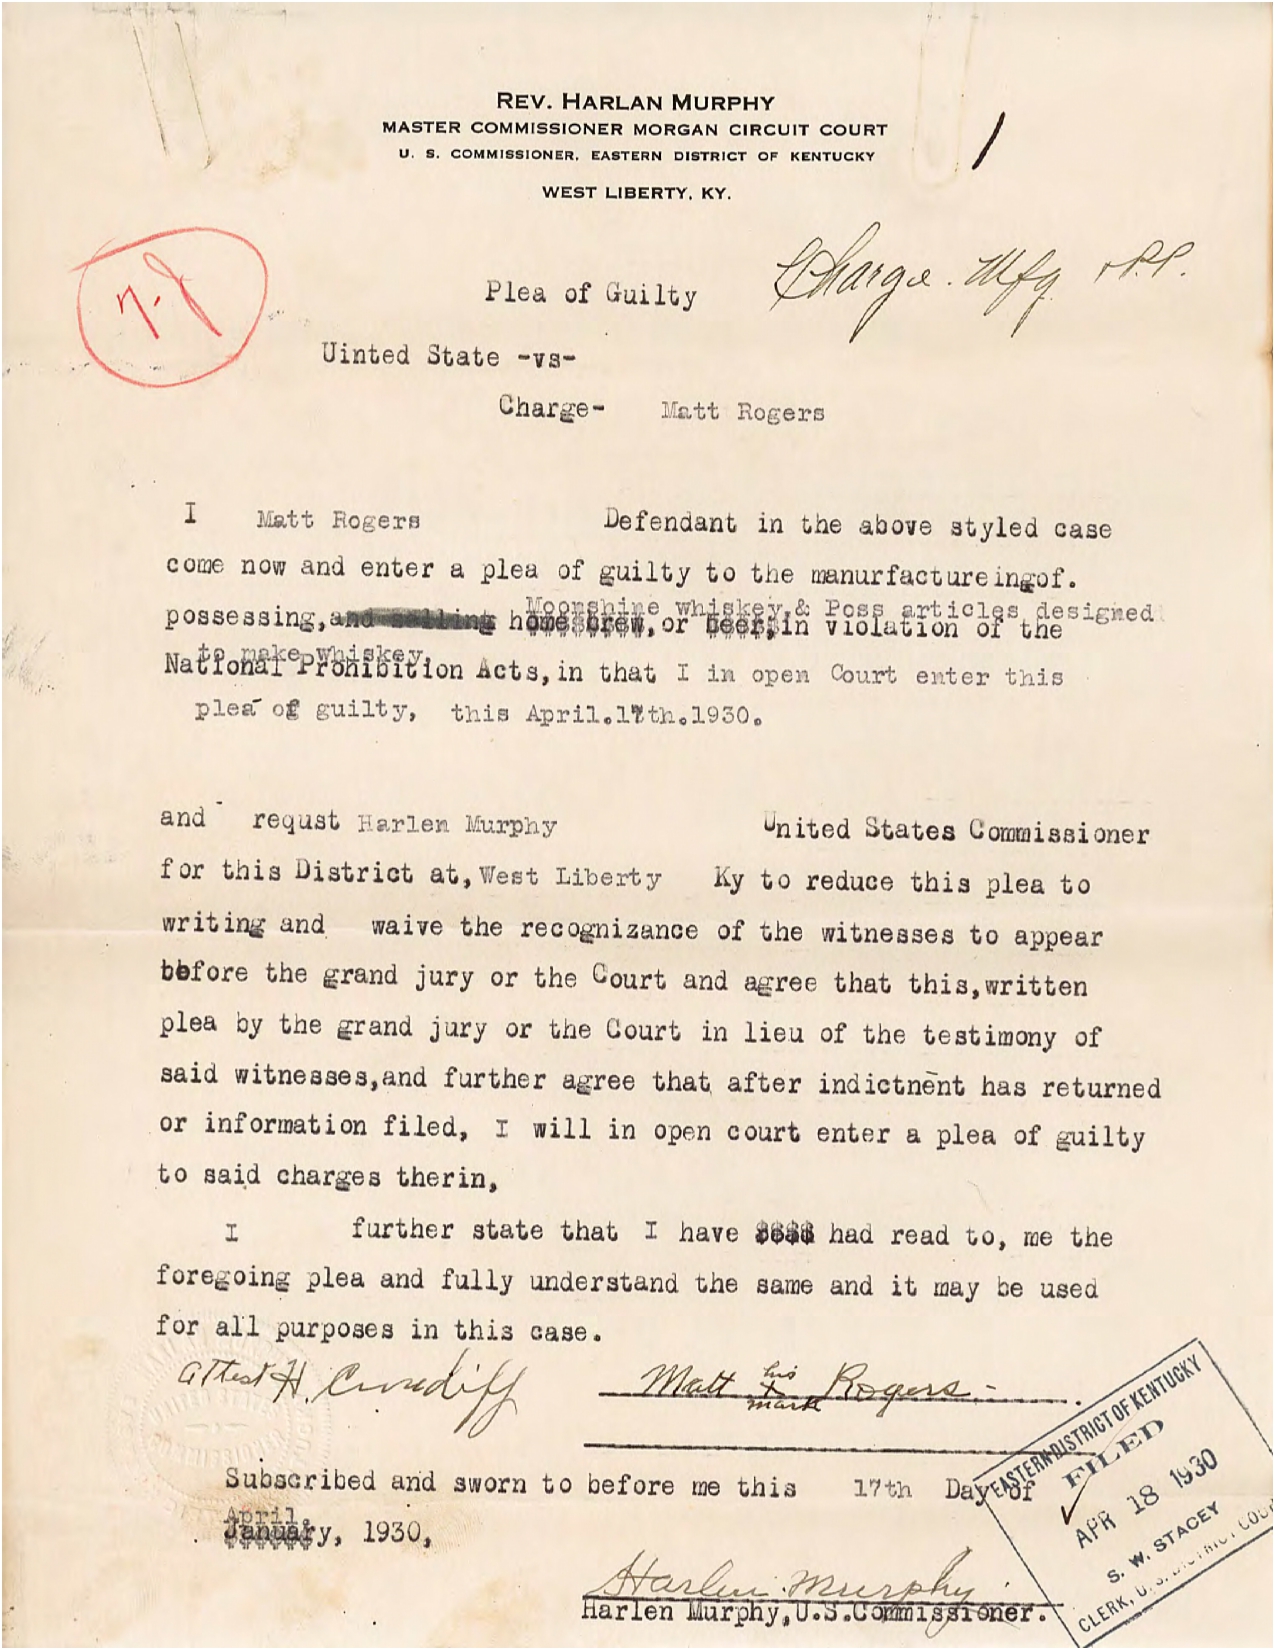 REV. HARLAN MURPHY
MASTER COMMISSIONER MORGAN CIRCUIT COURT
U. S. COMMISSIONER, EASTERN DISTRICT OF KENTUCKY
WEST LIBERTY, KY.
Charge. Mfg + P.P.
Plea of Guilty
Uinted State -vs-
Charge- Matt Rogers
I Matt Rogers Defendant in the above styled case
come now and enter a plea of guilty to the manurfactureingof.
Moonshine whiskey,& Poss articles designed
possessing,and selling home brew,or beer,in violation of the
to make whiskey.
National Prohibition Acts,in that I in open Court enter this
plea of guilty, this April.17th.1930.
and requst Harlen Murphy United States Commissioner
for this District at,West Liberty Ky to reduce this plea to
writing and waive the recognizance of the witnesses to appear
before the grand jury or the Court and agree that this,written
plea by the grand jury or the Court in lieu of the testimony of
said witnesses,and further agree that after indictnent has returned
or information filed, I will in open court enter a plea of guilty
to said charges therin,
I further state that I have had read to, me the
foregoing plea and fully understand the same and it may be used
for all purposes in this case.
Attest H.
his
Matt x Rogers.-
mark
Subscribed and sworn to before me this 17th Day of
April.
January, 1930,
Harlen Murphy
Harlen Murphy,U.S.Commissioner.
EASTERN DISTRICT OF KENTUCKY
FILED
APR 18 1930
S. W. STACEY
CLERK, U.S. DISTRICT COURT